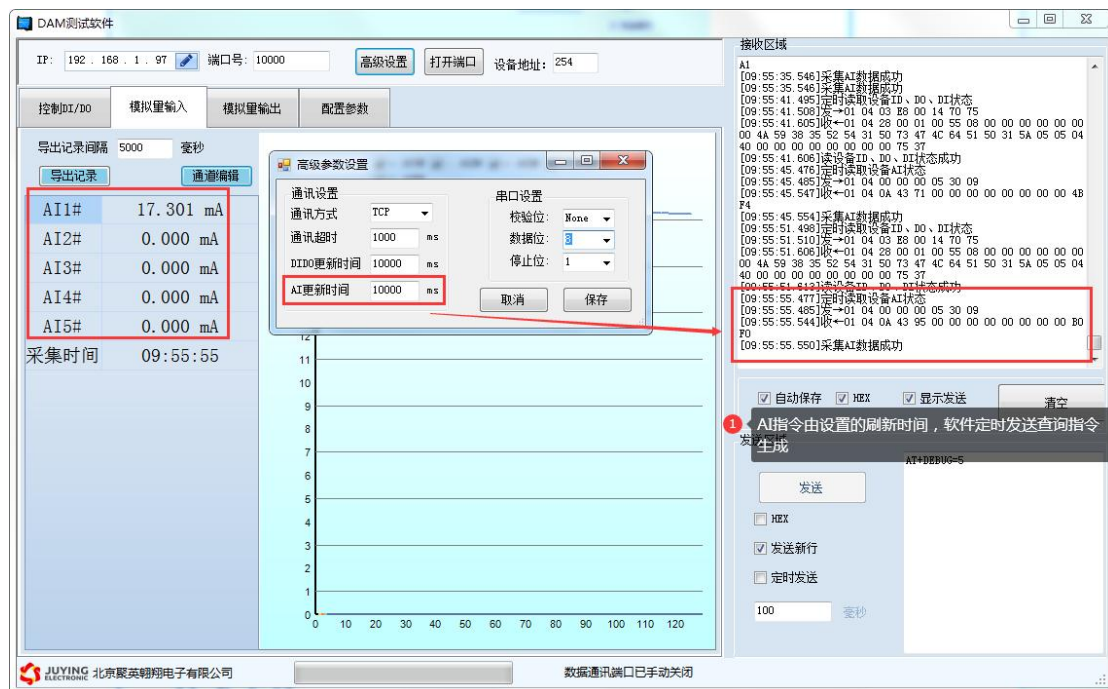 DAM测试软件
IP: 192 . 168 . 1 . 97 端口号: 10000 高级设置 打开端口 设备地址: 254
控制DI/DO 模拟量输入 模拟量输出 配置参数
导出记录间隔 5000 毫秒
导出记录 通道编辑
AI1# 17.301 mA
AI2# 0.000 mA
AI3# 0.000 mA
AI4# 0.000 mA
AI5# 0.000 mA
采集时间 09:55:55
高级参数设置
通讯设置
通讯方式 TCP
通讯超时 1000 ms
DIDO更新时间 10000 ms
AI更新时间 10000 ms
串口设置
校验位: None
数据位: 8
停止位: 1
取消 保存
12
11
10
9
8
7
6
5
4
3
2
1
0
0 10 20 30 40 50 60 70 80 90 100 110 120
接收区域
A1
[09:55:35.546]采集AI数据成功
[09:55:35.546]采集AI数据成功
[09:55:41.495]定时读取设备ID、DO、DI状态
[09:55:41.508]发→01 04 03 E8 00 14 70 75
[09:55:41.605]收←01 04 28 00 01 00 55 08 00 00 00 00 00 00
00 4A 59 38 35 52 54 31 50 73 47 4C 64 51 50 31 5A 05 05 04
40 00 00 00 00 00 00 00 00 75 37
[09:55:41.606]读设备ID、DO、DI状态成功
[09:55:45.476]定时读取设备AI状态
[09:55:45.485]发→01 04 00 00 00 05 30 09
[09:55:45.547]收←01 04 0A 43 71 00 00 00 00 00 00 00 00 4B
F4
[09:55:45.554]采集AI数据成功
[09:55:51.498]定时读取设备ID、DO、DI状态
[09:55:51.510]发→01 04 03 E8 00 14 70 75
[09:55:51.606]收←01 04 28 00 01 00 55 08 00 00 00 00 00 00
00 4A 59 38 35 52 54 31 50 73 47 4C 64 51 50 31 5A 05 05 04
40 00 00 00 00 00 00 00 00 75 37
[09:55:51.613]读设备ID、DO、DI状态成功
[09:55:55.477]定时读取设备AI状态
[09:55:55.485]发→01 04 00 00 00 05 30 09
[09:55:55.544]收←01 04 0A 43 95 00 00 00 00 00 00 00 00 B0
F0
[09:55:55.550]采集AI数据成功
自动保存 HEX 显示发送 清空
1 AI指令由设置的刷新时间，软件定时发送查询指令
生成
AT+DEBUG=5
发送
HEX
发送新行
定时发送
100 毫秒
JUYING ELECTRONIC 北京聚英翱翔电子有限公司 数据通讯端口已手动关闭